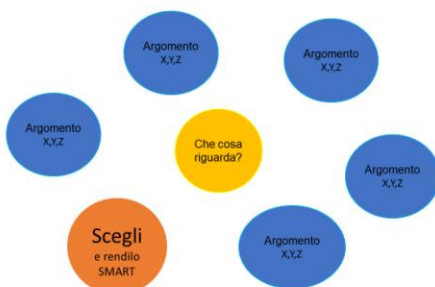 Argomento
X,Y,Z
Argomento
X,Y,Z
Argomento
X,Y,Z
Che cosa
riguarda?
Argomento
X,Y,Z
Scegli
e rendilo
SMART
Argomento
X,Y,Z